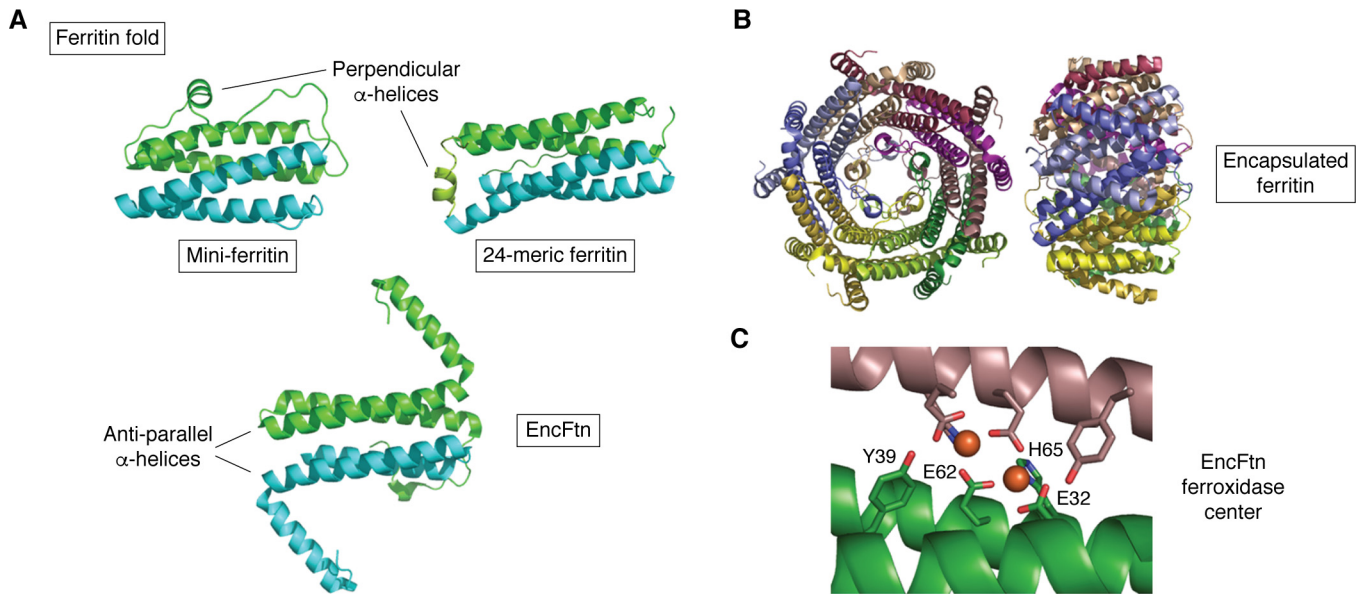 A
Ferritin fold
Perpendicular
α-helices
Mini-ferritin
24-meric ferritin
Anti-parallel
α-helices
EncFtn
B
Encapsulated
ferritin
C
Y39
E62
H65
E32
EncFtn
ferroxidase
center